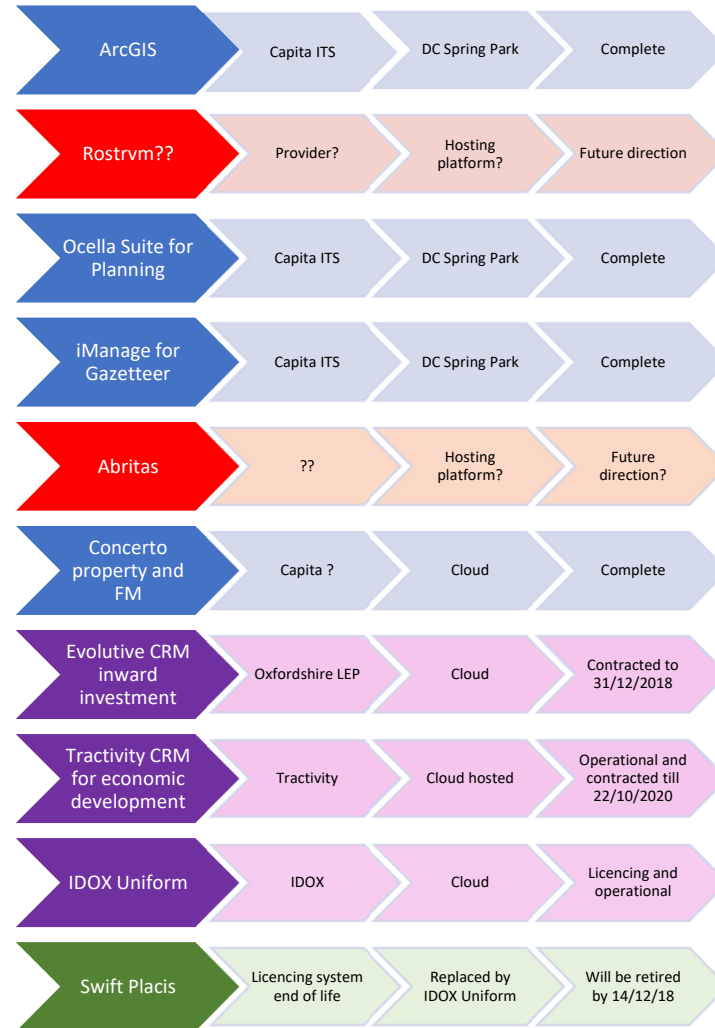 ArcGIS
Capita ITS
DC Spring Park
Complete
Rostrvm??
Provider?
Hosting
platform?
Future direction
Ocella Suite for
Planning
Capita ITS
DC Spring Park
Complete
iManage for
Gazetteer
Capita ITS
DC Spring Park
Complete
Abritas
??
Hosting
platform?
Future
direction?
Concerto
property and
FM
Capita ?
Cloud
Complete
Evolutive CRM
inward
investment
Oxfordshire LEP
Cloud
Contracted to
31/12/2018
Tractivity CRM
for economic
development
Tractivity
Cloud hosted
Operational and
contracted till
22/10/2020
IDOX Uniform
IDOX
Cloud
Licencing and
operational
Swift Placis
Licencing system
end of life
Replaced by
IDOX Uniform
Will be retired
by 14/12/18